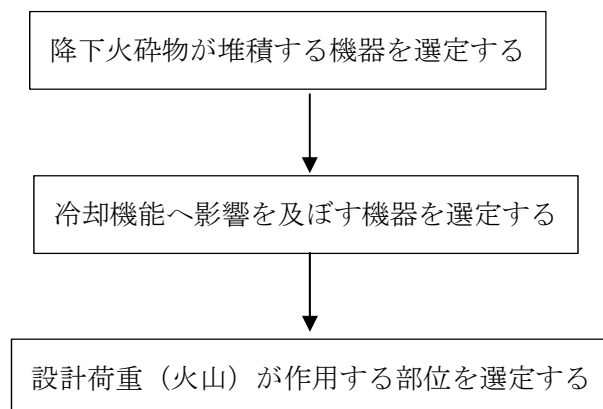 降下火砕物が堆積する機器を選定する
冷却機能へ影響を及ぼす機器を選定する
設計荷重（火山）が作用する部位を選定する